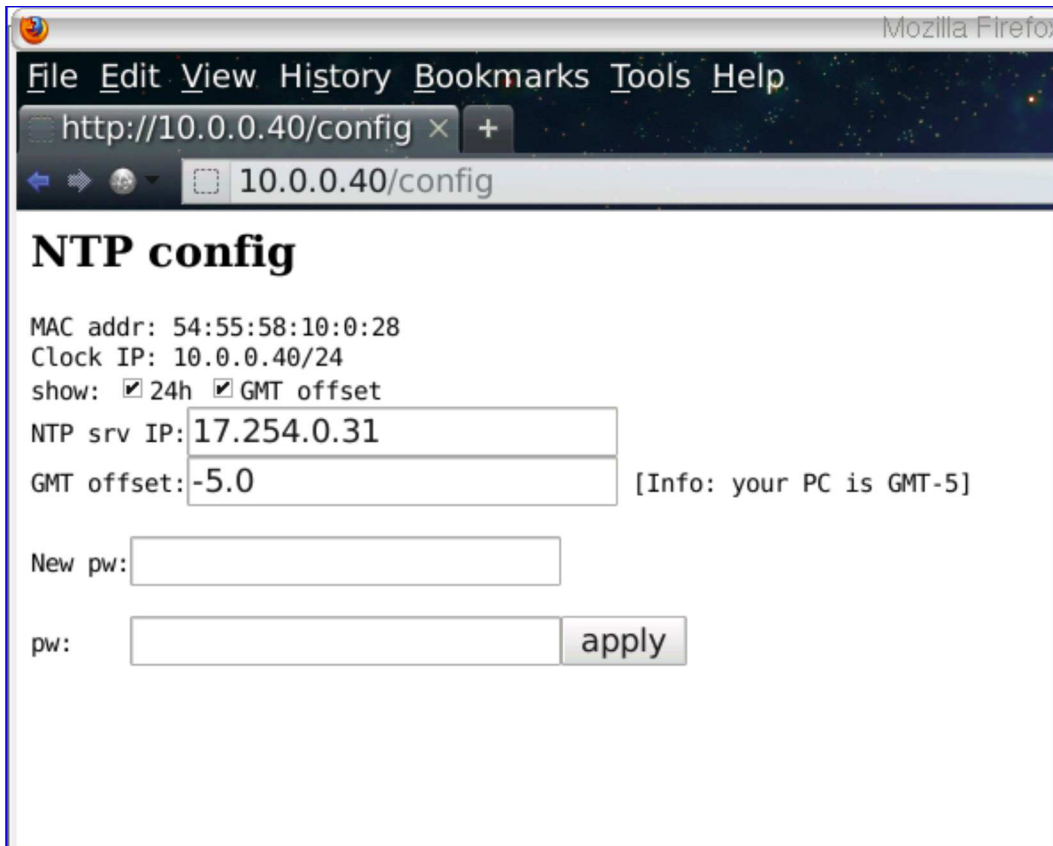 Mozilla Firefox
File Edit View History Bookmarks Tools Help
http://10.0.0.40/config × +
10.0.0.40/config
NTP config
MAC addr: 54:55:58:10:0:28
Clock IP: 10.0.0.40/24
show: 24h GMT offset
NTP srv IP: 17.254.0.31
GMT offset: -5.0 [Info: your PC is GMT-5]
New pw:
pw: apply